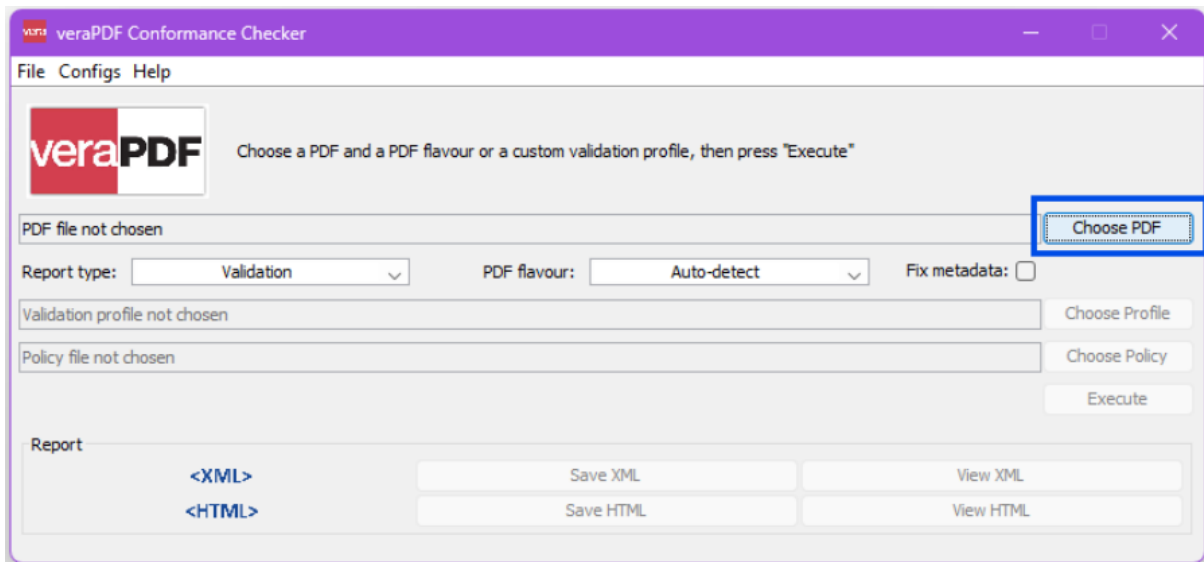 vera veraPDF Conformance Checker
File Configs Help
veraPDF
Choose a PDF and a PDF flavour or a custom validation profile, then press "Execute"
PDF file not chosen Choose PDF
Report type: Validation PDF flavour: Auto-detect Fix metadata:
Validation profile not chosen Choose Profile
Policy file not chosen Choose Policy
Execute
Report
<XML> Save XML View XML
<HTML> Save HTML View HTML